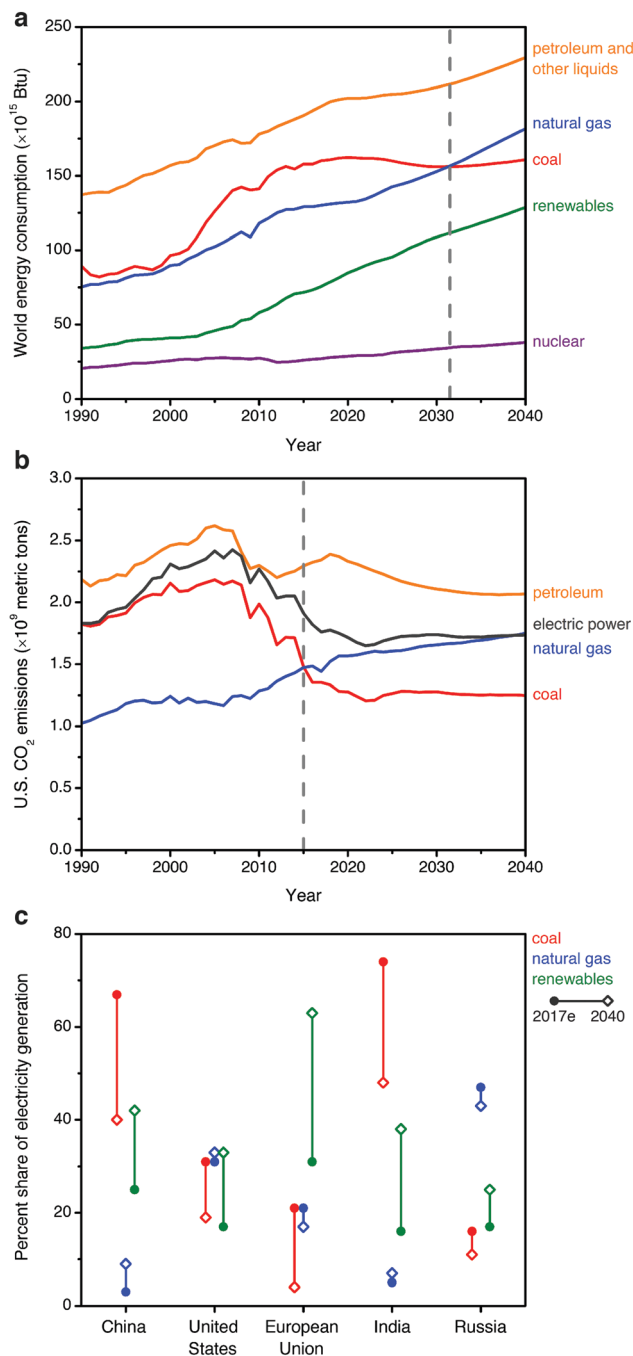 a
World energy consumption (×10¹⁵ Btu)
250
200
150
100
50
0
petroleum and
other liquids
natural gas
coal
renewables
nuclear
1990 2000 2010 2020 2030 2040
Year
b
U.S. CO₂ emissions (×10⁹ metric tons)
3.0
2.5
2.0
1.5
1.0
0.5
0.0
petroleum
electric power
natural gas
coal
1990 2000 2010 2020 2030 2040
Year
c
Percent share of electricity generation
80
60
40
20
0
coal
natural gas
renewables
2017e 2040
China
United
States
European
Union
India
Russia